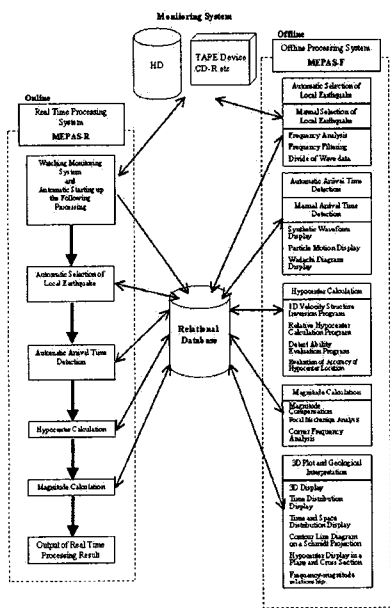 Monitoring System
HD
TAPE Device
CD-R etc
Online
Real Time Processing
System
MEPAS-R
Watching Monitoring
System
and
Automatic Starting up
the Following
Processing
Automatic Selection of
Local Earthquake
Automatic Arrival Time
Detection
Hypocenter Calculation
Magnitude Calculation
Output of Real Time
Processing Result
Relational
Database
Offline
Offline Processing System
MEPAS-F
Automatic Selection of
Local Earthquake
Manual Selection of
Local Earthquake
Frequency Analysis
Frequency Filtering
Divide of Wave data
Automatic Arrival Time
Detection
Manual Arrival Time
Detection
Synthetic Waveform
Display
Particle Motion Display
Wadachi Diagram
Display
Hypocenter Calculation
Velocity Structure
Inversion Program
Relative Hypocenter
Calculation Program
Detect Ability
Evaluation Program
Evaluation of Accuracy of
Hypocenter Location
Magnitude Calculation
Magnitude
Compensation
Focal Mechanism Analysis
Corner Frequency
Analysis
3D Plot and Geological
Interpretation
3D Display
Time Distribution
Display
Time and Space
Distribution Display
Contour Line Diagram
on a Schmidt Projection
Hypocenter Display in a
Plane and Cross Section
Frequency-magnitude
relationship